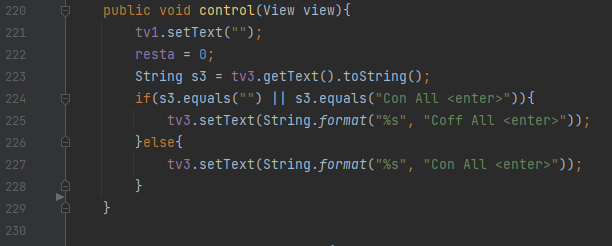 220 public void control(View view){
221 tv1.setText("");
222 resta = 0;
223 String s3 = tv3.getText().toString();
224 if(s3.equals("") || s3.equals("Con All <enter>")){
225 tv3.setText(String.format("%s", "Coff All <enter>"));
226 }else{
227 tv3.setText(String.format("%s", "Con All <enter>"));
228 }
229 }
230